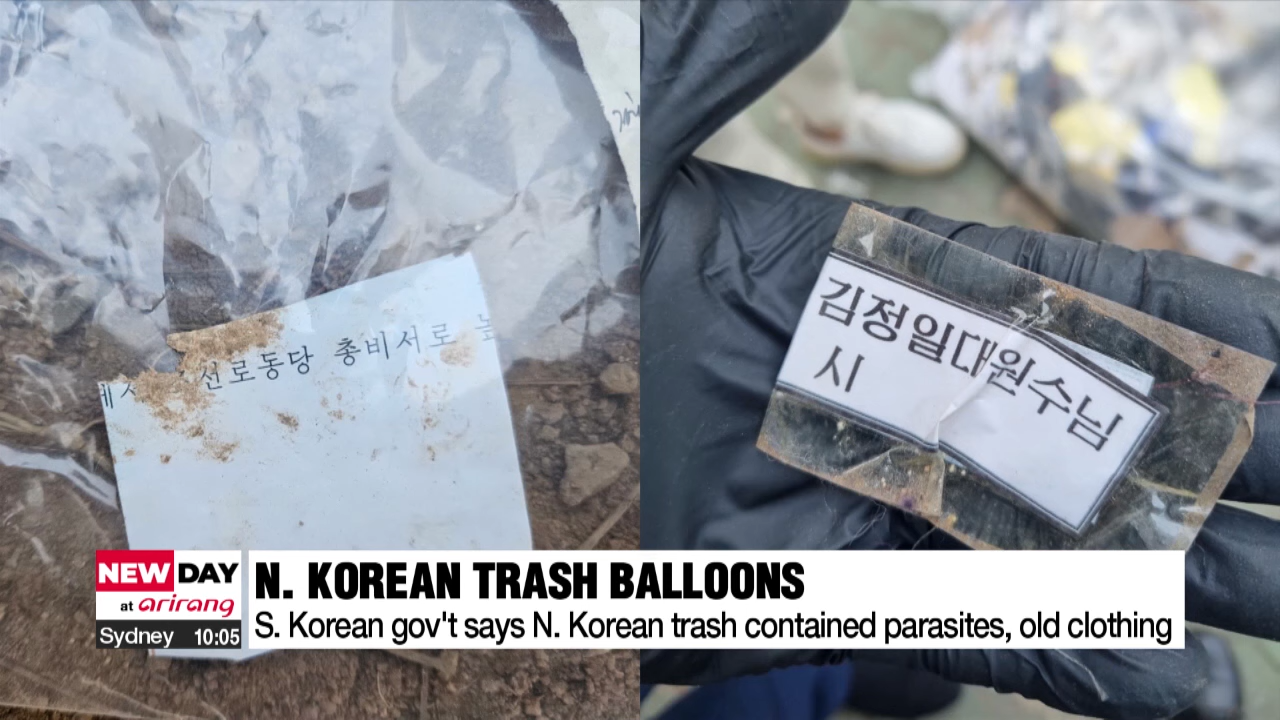 선로동당 총비서로
김정일대원수님
시
NEW DAY
at arirang
Sydney 10:05
N. KOREAN TRASH BALLOONS
S. Korean gov't says N. Korean trash contained parasites, old clothing